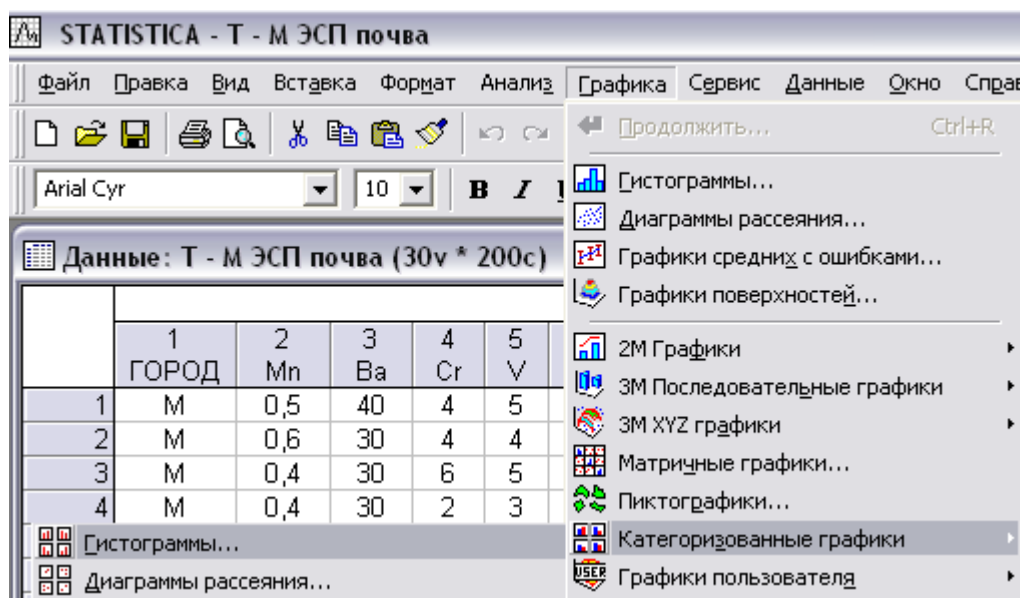 STATISTICA - Т - М ЭСП почва
Файл Правка Вид Вставка Формат Анализ Графика Сервис Данные Окно
Продолжить... Ctrl+R
Arial Cyr 10 B I
Гистограммы...
Диаграммы рассеяния...
Графики средних с ошибками...
Графики поверхностей...
Данные: Т - М ЭСП почва (30v * 200c)
1 2 3 4 5
ГОРОД Mn Ba Cr V
1 М 0,5 40 4 5
2 М 0,6 30 4 4
3 М 0,4 30 6 5
4 М 0,4 30 2 3
2М Графики
3М Последовательные графики
3М XYZ графики
Матричные графики...
Пиктографики...
Категоризованные графики
USER Графики пользователя
Гистограммы...
Диаграммы рассеяния...